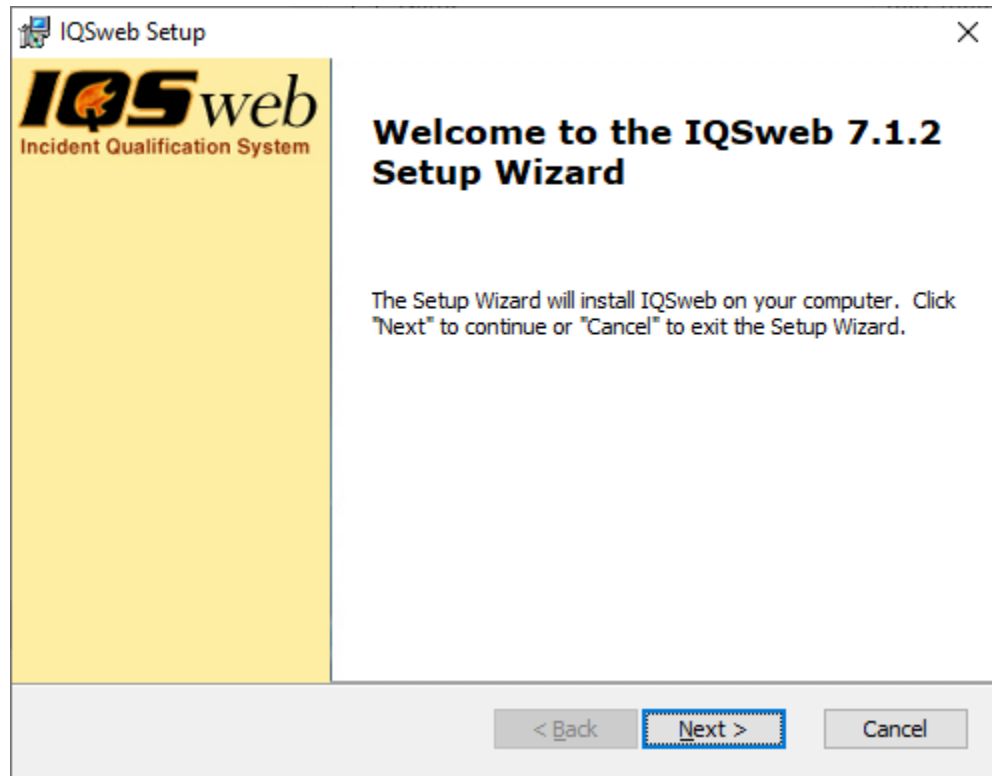 IQSweb Setup
IQSweb
Incident Qualification System
Welcome to the IQSweb 7.1.2
Setup Wizard
The Setup Wizard will install IQSweb on your computer. Click
"Next" to continue or "Cancel" to exit the Setup Wizard.
< Back Next > Cancel